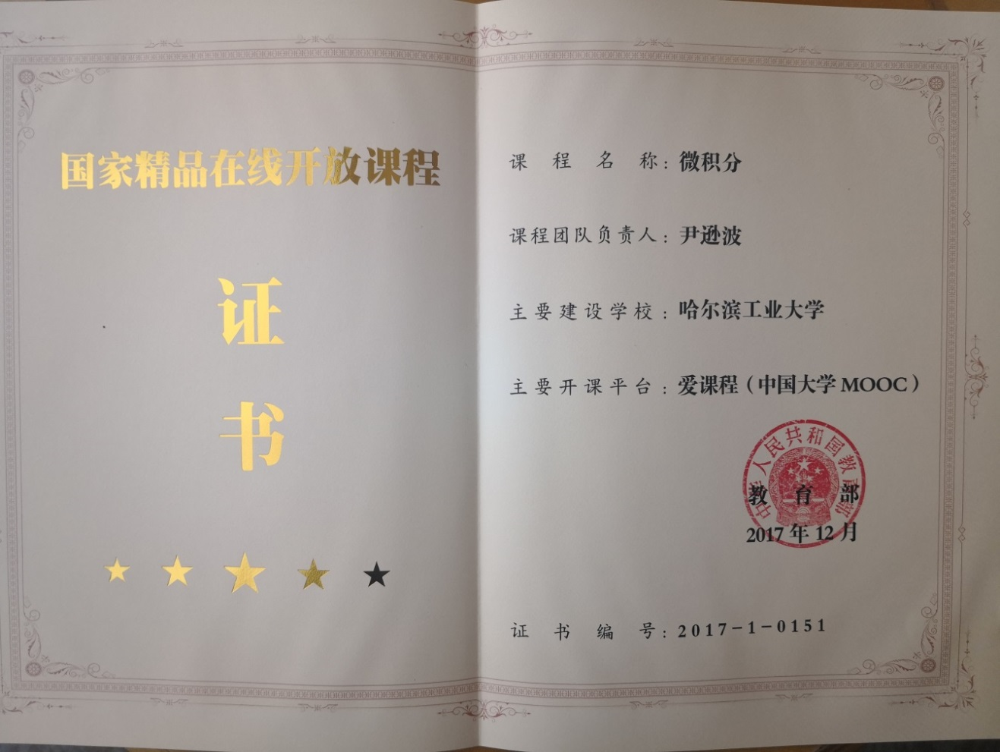 国家精品在线开放课程
证
书
课程名称：微积分
课程团队负责人：尹逊波
主要建设学校：哈尔滨工业大学
主要开课平台：爱课程（中国大学MOOC）
中华人民共和国教育部
教育部
2017年12月
证书编号：2017-1-0151